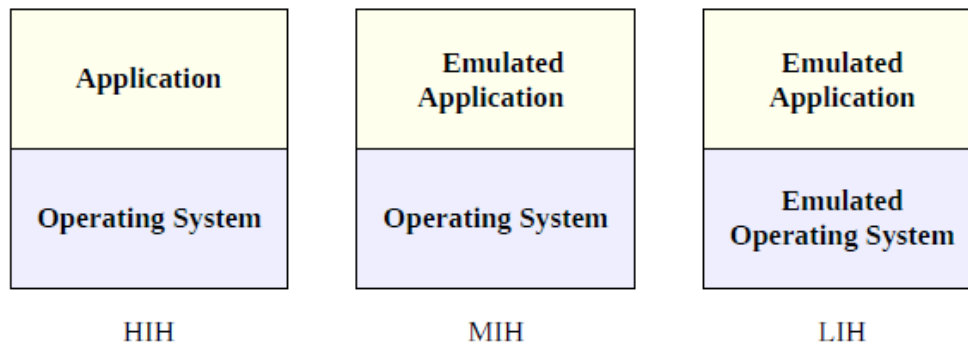 Application
Emulated
Application
Emulated
Application
Operating System
Operating System
Emulated
Operating System
HIH
MIH
LIH